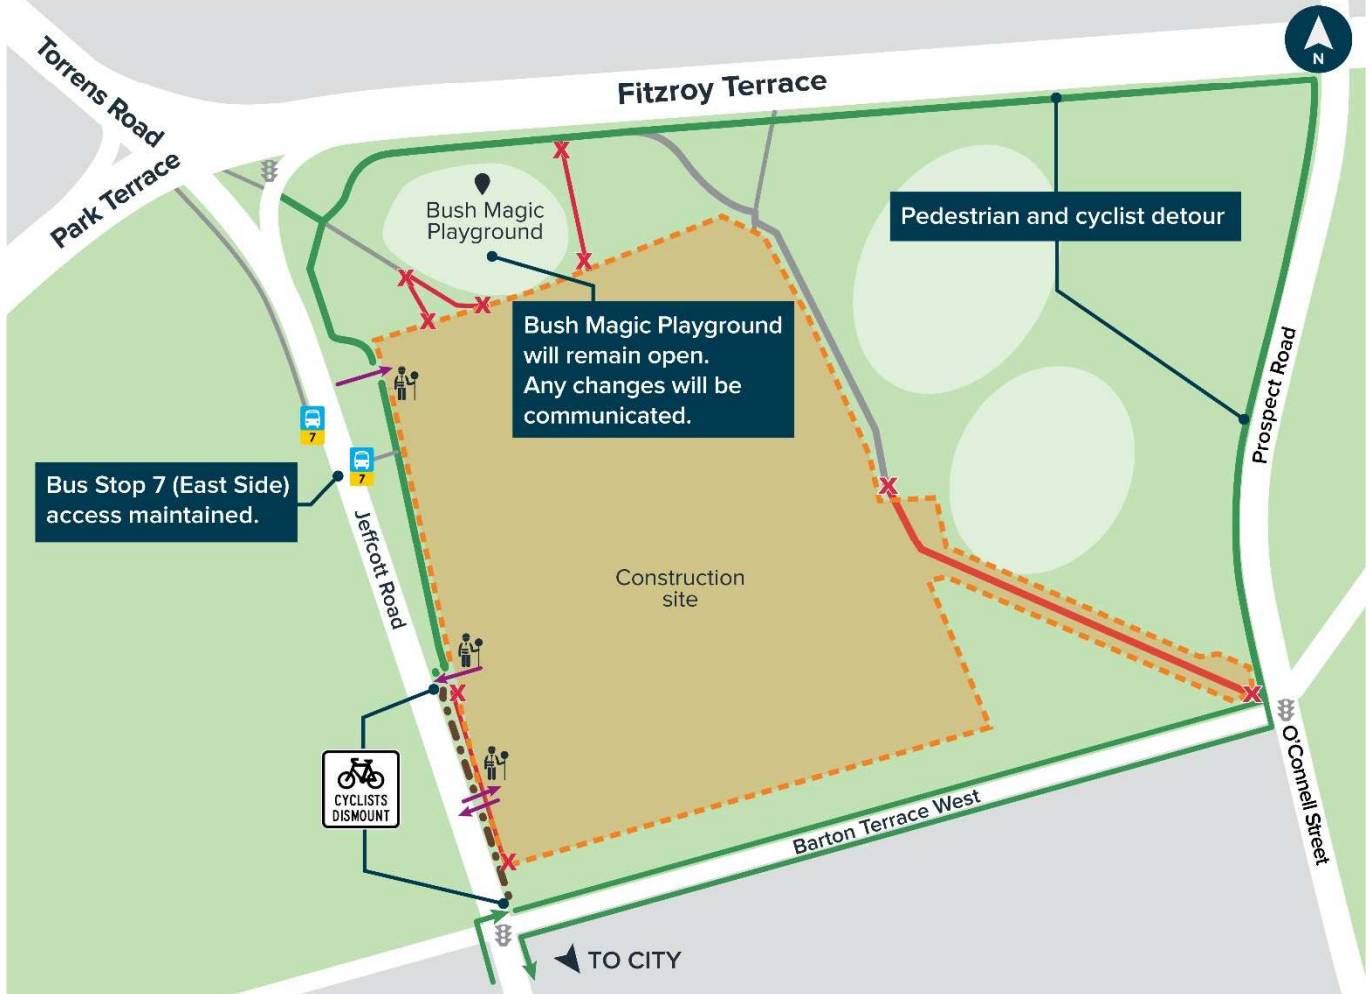 N
Torrens Road
Fitzroy Terrace
Park Terrace
Bush Magic
Playground
Pedestrian and cyclist detour
Bush Magic Playground
will remain open.
Any changes will be
communicated.
Prospect Road
7
7
Bus Stop 7 (East Side)
access maintained.
Jeffcott Road
Construction
site
CYCLISTS
DISMOUNT
Barton Terrace West
O'Connell Street
TO CITY